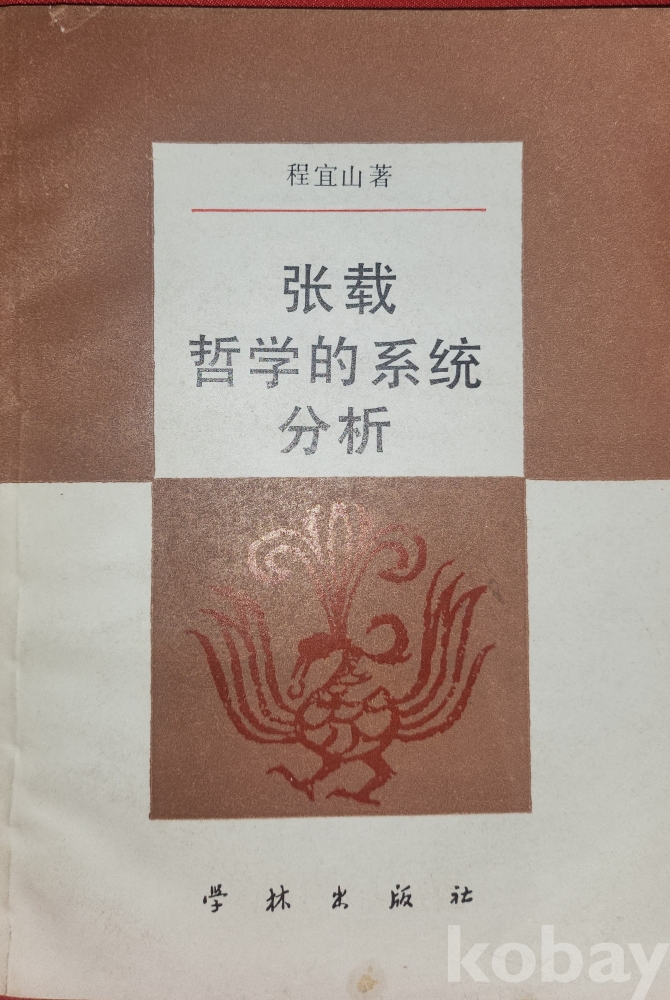 程宜山著
张载
哲学的系统
分析
学林出版社
kobay